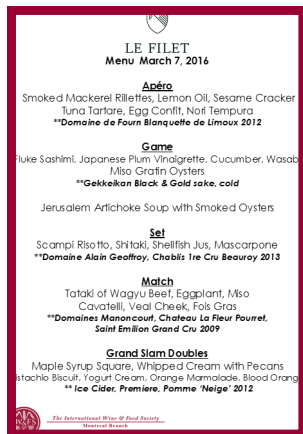 P
LE FILET
Menu March 7, 2016
Apéro
Smoked Mackerel Rillettes, Lemon Oil, Sesame Cracker
Tuna Tartare, Egg Confit, Nori Tempura
**Domaine de Fourn Blanquette de Limoux 2012
Game
Fluke Sashimi, Japanese Plum Vinaigrette, Cucumber, Wasab
Miso Gratin Oysters
**Gekkeikan Black & Gold sake, cold
Jerusalem Artichoke Soup with Smoked Oysters
Set
Scampi Risotto, Shitaki, Shellfish Jus, Mascarpone
**Domaine Alain Geoffroy, Chablis 1re Cru Beauroy 2013
Match
Tataki of Wagyu Beef, Eggplant, Miso
Cavatelli, Veal Cheek, Fois Gras
**Domaines Manoncourt, Chateau La Fleur Pourret,
Saint Emilion Grand Cru 2009
Grand Slam Doubles
Maple Syrup Square, Whipped Cream with Pecans
istachio Biscuit, Yogurt Cream, Orange Marmalade, Blood Orang
** Ice Cider, Premiere, Pomme ‘Neige’ 2012
W&FS
The International Wine & Food Society
Montreal Branch